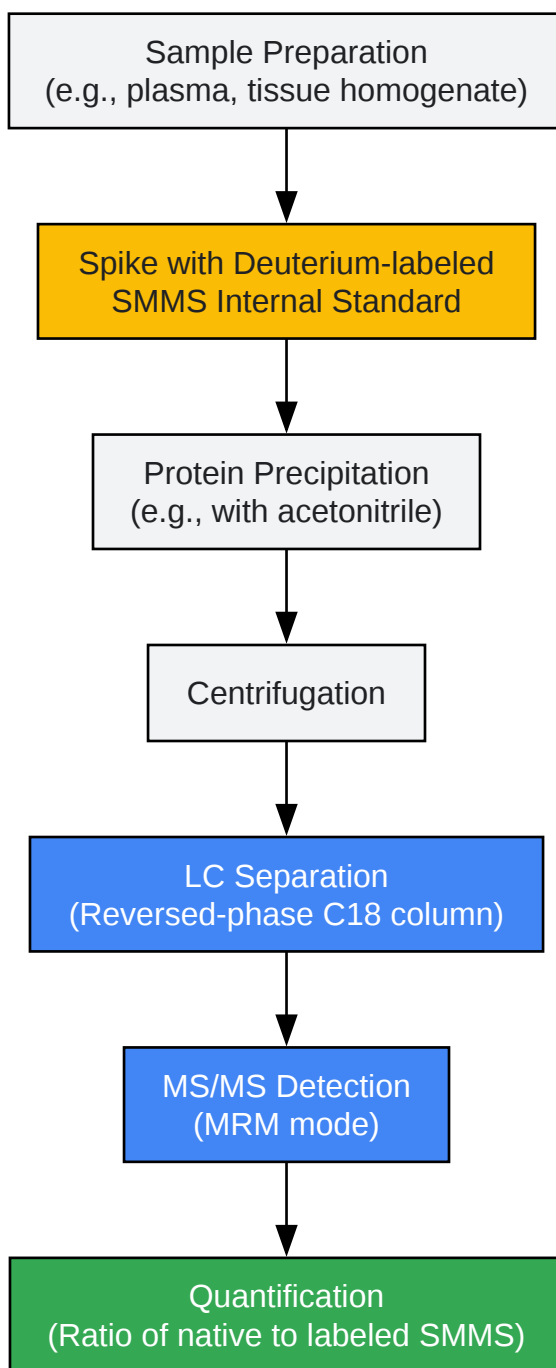 Sample Preparation
(e.g., plasma, tissue homogenate)
Spike with Deuterium-labeled
SMMS Internal Standard
Protein Precipitation
(e.g., with acetonitrile)
Centrifugation
LC Separation
(Reversed-phase C18 column)
MS/MS Detection
(MRM mode)
Quantification
(Ratio of native to labeled SMMS)